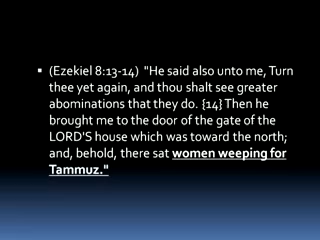 ▪ (Ezekiel 8:13-14) "He said also unto me, Turn
thee yet again, and thou shalt see greater
abominations that they do. {14} Then he
brought me to the door of the gate of the
LORD'S house which was toward the north;
and, behold, there sat women weeping for
Tammuz."